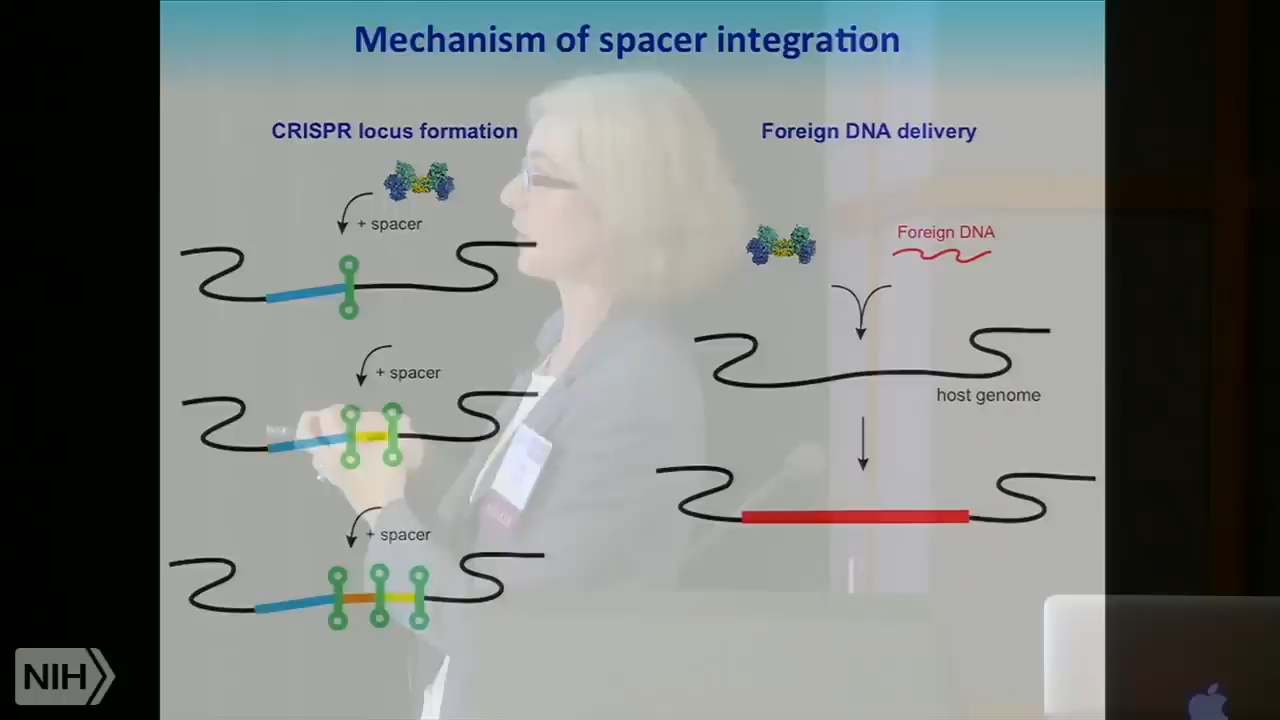 Mechanism of spacer integration
CRISPR locus formation
+ spacer
+ spacer
+ spacer
Foreign DNA delivery
Foreign DNA
host genome
NIH